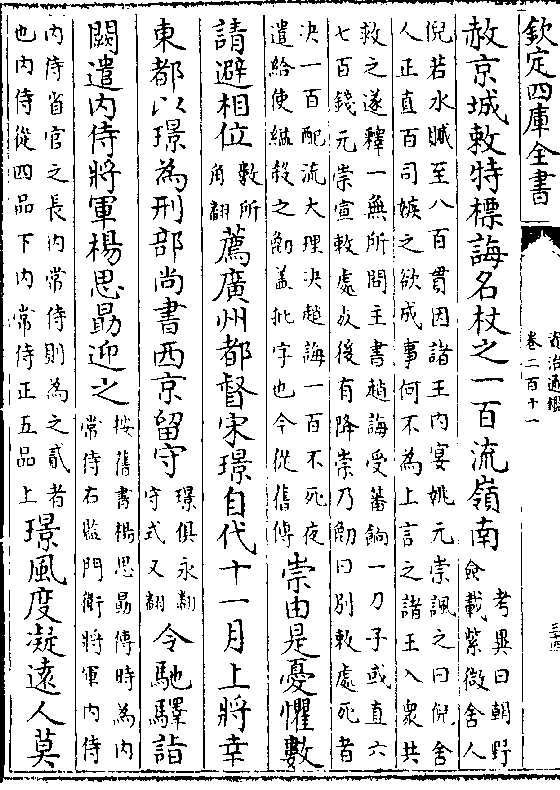 欽定四庫全書
資治通鑑
卷二百十一
赦京城敕特標誨名杖之一百流嶺南
考異曰朝野
僉載紫微舍人
倪若水贓至八百貫因諸王內宴姚元崇諷之曰倪舍
人正直百司嫉之欲成事何不為上言之諸王入衆共
救之遂釋一無所問主書趙誨受蕃餉一刀子或直六
七百錢元崇宣敕處死後有降崇乃劾曰別敕處死者
決一百配流大理決趙誨一百不死夜
遣給使縊殺之劾蓋批字也今從舊傳
崇由是憂懼數
請避相位
數所
角翻
薦廣州都督宋璟自代十一月上將幸
東都以璟為刑部尚書西京留守
璟俱永翻
守式又翻
令馳驛詣
闕遣內侍將軍楊思勗迎之
按舊書楊思勗傳時為內
常侍右監門衛將軍內侍
內侍省官之長內常侍則為之貳者
也內侍從四品下內常侍正五品上
璟風度凝遠人莫